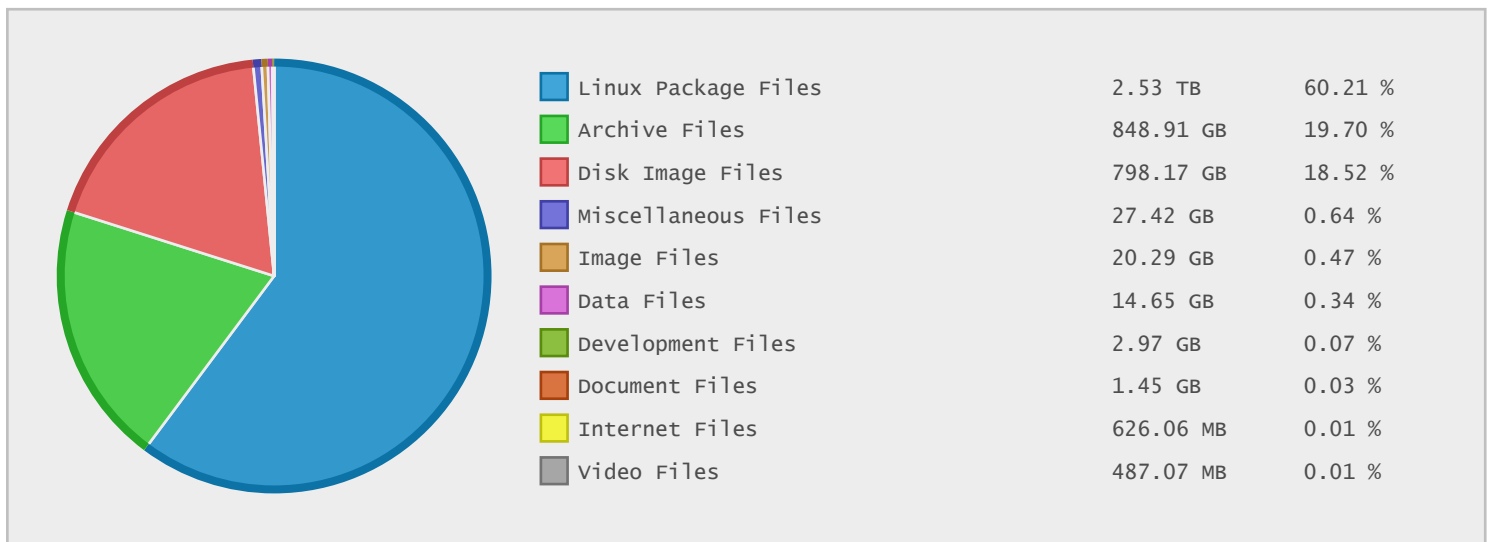 Linux Package Files 2.53 TB 60.21 %
Archive Files 848.91 GB 19.70 %
Disk Image Files 798.17 GB 18.52 %
Miscellaneous Files 27.42 GB 0.64 %
Image Files 20.29 GB 0.47 %
Data Files 14.65 GB 0.34 %
Development Files 2.97 GB 0.07 %
Document Files 1.45 GB 0.03 %
Internet Files 626.06 MB 0.01 %
Video Files 487.07 MB 0.01 %